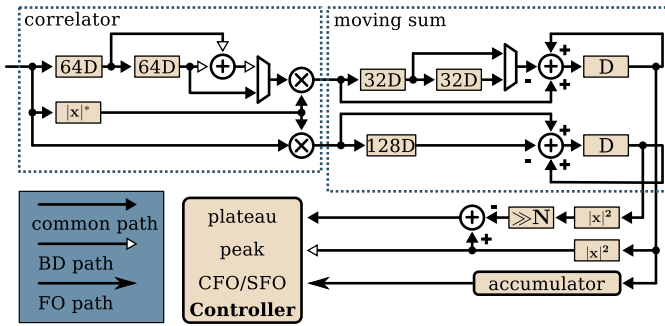 correlator
moving sum
64D
64D
+
×
32D
32D
-
+
+
+
D
|x|*
×
128D
-
+
+
+
D
common path
BD path
FO path
plateau
peak
CFO/SFO
Controller
-
+
+
≫N
|x|²
|x|²
accumulator